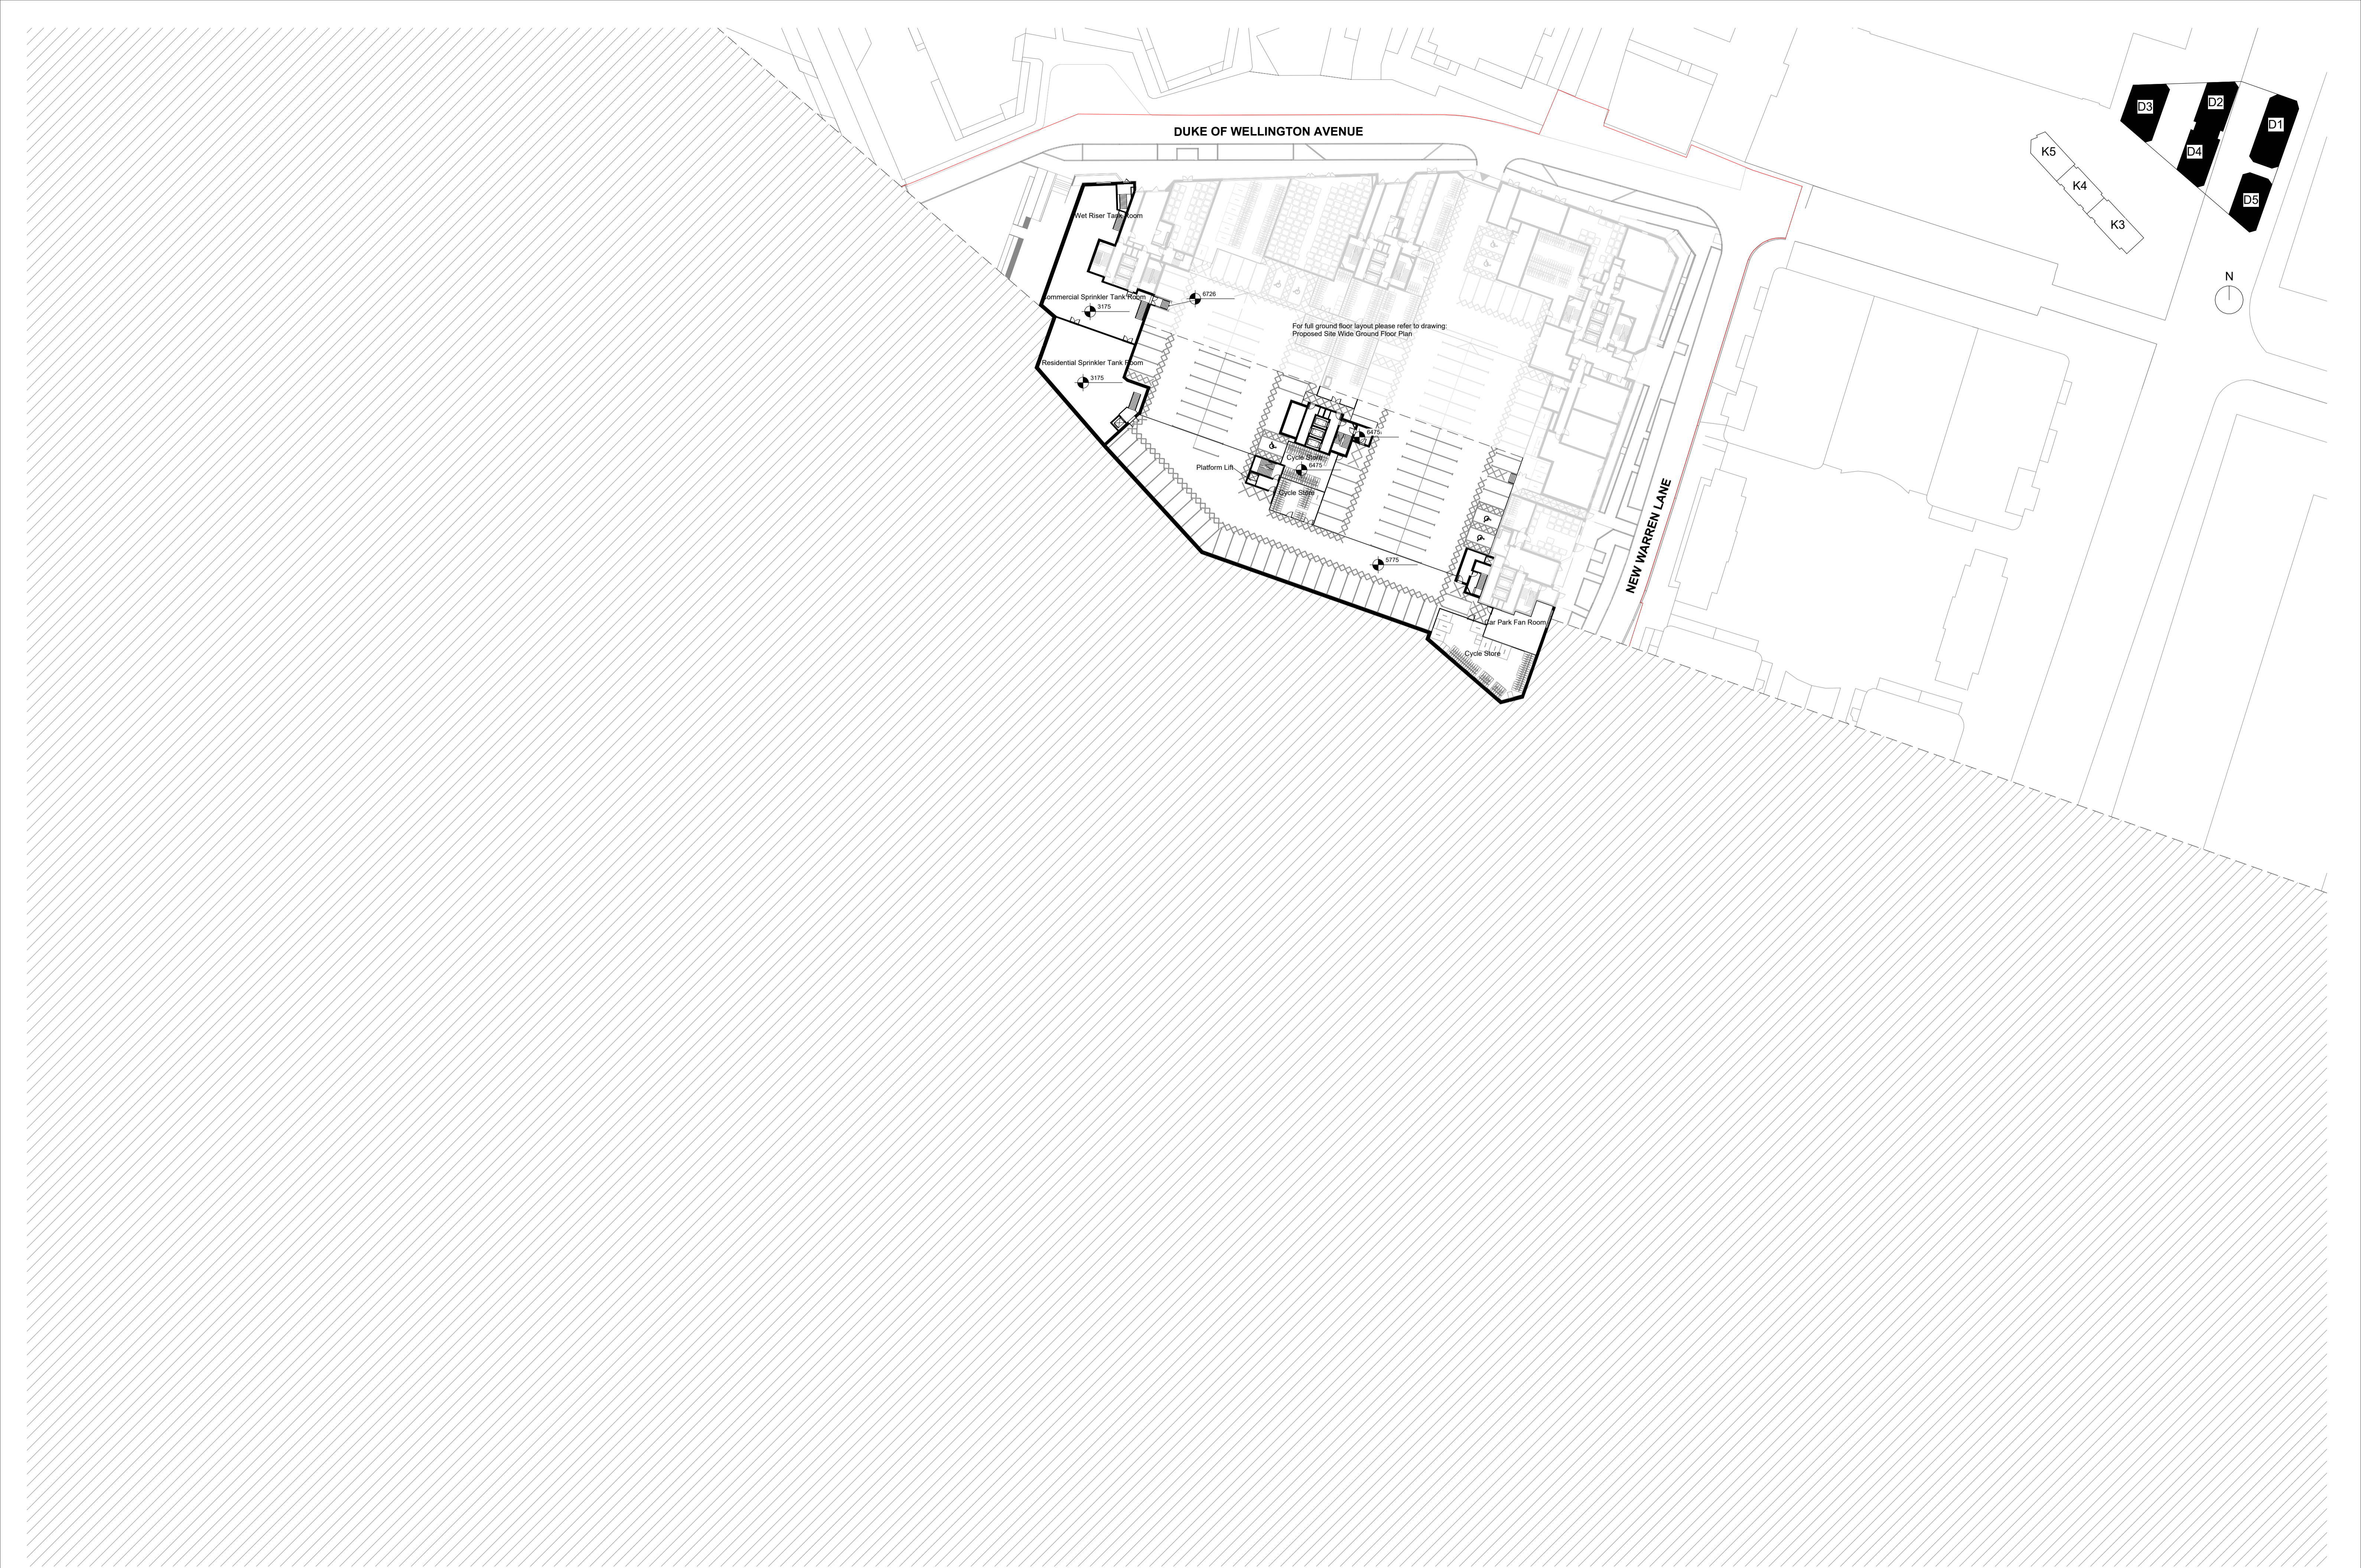 DUKE OF WELLINGTON AVENUE
D3
D2
D1
D4
D5
K5
K4
K3
N
Wet Riser Tank Room
6726
Commercial Sprinkler Tank Room
3175
For full ground floor layout please refer to drawing:
Proposed Site Wide Ground Floor Plan
Residential Sprinkler Tank Room
3175
6475
Cycle Store
6475
Platform Lift
Cycle Store
NEW WARREN LANE
5775
Car Park Fan Room
Cycle Store